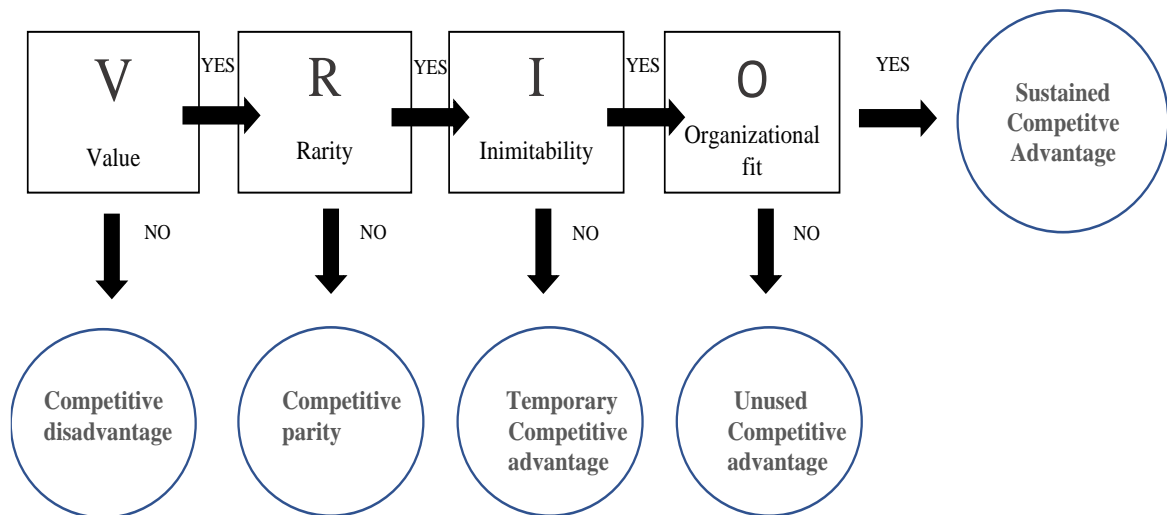 V
Value
YES
R
Rarity
YES
I
Inimitability
YES
O
Organizational
fit
YES
Sustained
Competitve
Advantage
NO
NO
NO
NO
Competitive
disadvantage
Competitive
parity
Temporary
Competitive
advantage
Unused
Competitive
advantage